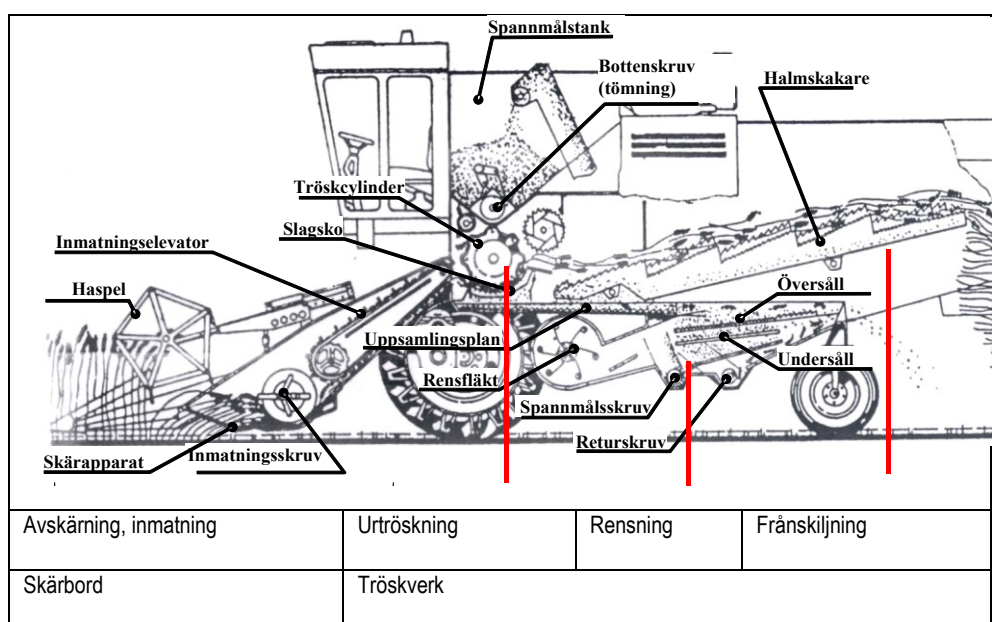 Spannmålstank
Bottenskruv
(tömning)
Halmskakare
Tröskcylinder
Slagsko
Inmatningselevator
Haspel
Översåll
Uppsamlingsplan
Undersåll
Rensfläkt
Spannmålsskruv
Returskruv
Inmatningsskruv
Skärapparat
Avskärning, inmatning
Urtröskning
Rensning
Frånskiljning
Skärbord
Tröskverk